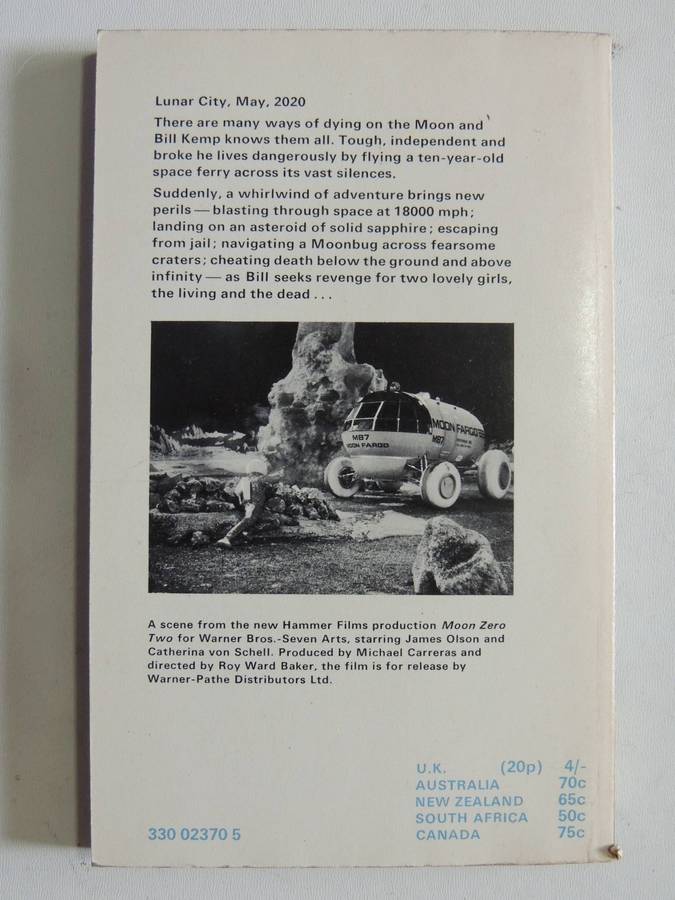 Lunar City, May, 2020
There are many ways of dying on the Moon and
Bill Kemp knows them all. Tough, independent and
broke he lives dangerously by flying a ten-year-old
space ferry across its vast silences.
Suddenly, a whirlwind of adventure brings new
perils — blasting through space at 18000 mph;
landing on an asteroid of solid sapphire; escaping
from jail; navigating a Moonbug across fearsome
craters; cheating death below the ground and above
infinity — as Bill seeks revenge for two lovely girls,
the living and the dead . . .
MOON FARGO
MB7
MB7
MOON FARGO
A scene from the new Hammer Films production Moon Zero
Two for Warner Bros.-Seven Arts, starring James Olson and
Catherina von Schell. Produced by Michael Carreras and
directed by Roy Ward Baker, the film is for release by
Warner-Pathe Distributors Ltd.
U.K. (20p) 4/-
AUSTRALIA 70c
NEW ZEALAND 65c
SOUTH AFRICA 50c
CANADA 75c
330 02370 5